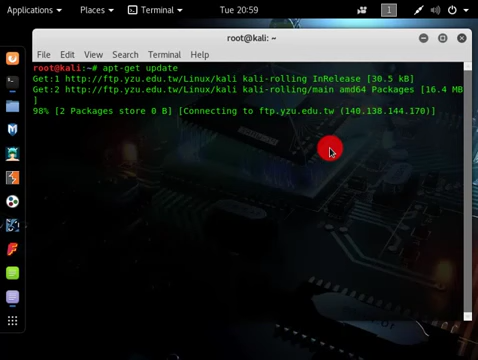 Applications Places Terminal Tue 20:59 1
root@kali: ~
File Edit View Search Terminal Help
root@kali:~# apt-get update
Get:1 http://ftp.yzu.edu.tw/Linux/kali kali-rolling InRelease [30.5 kB]
Get:2 http://ftp.yzu.edu.tw/Linux/kali kali-rolling/main amd64 Packages [16.4 MB
]
98% [2 Packages store 0 B] [Connecting to ftp.yzu.edu.tw (140.138.144.170)]